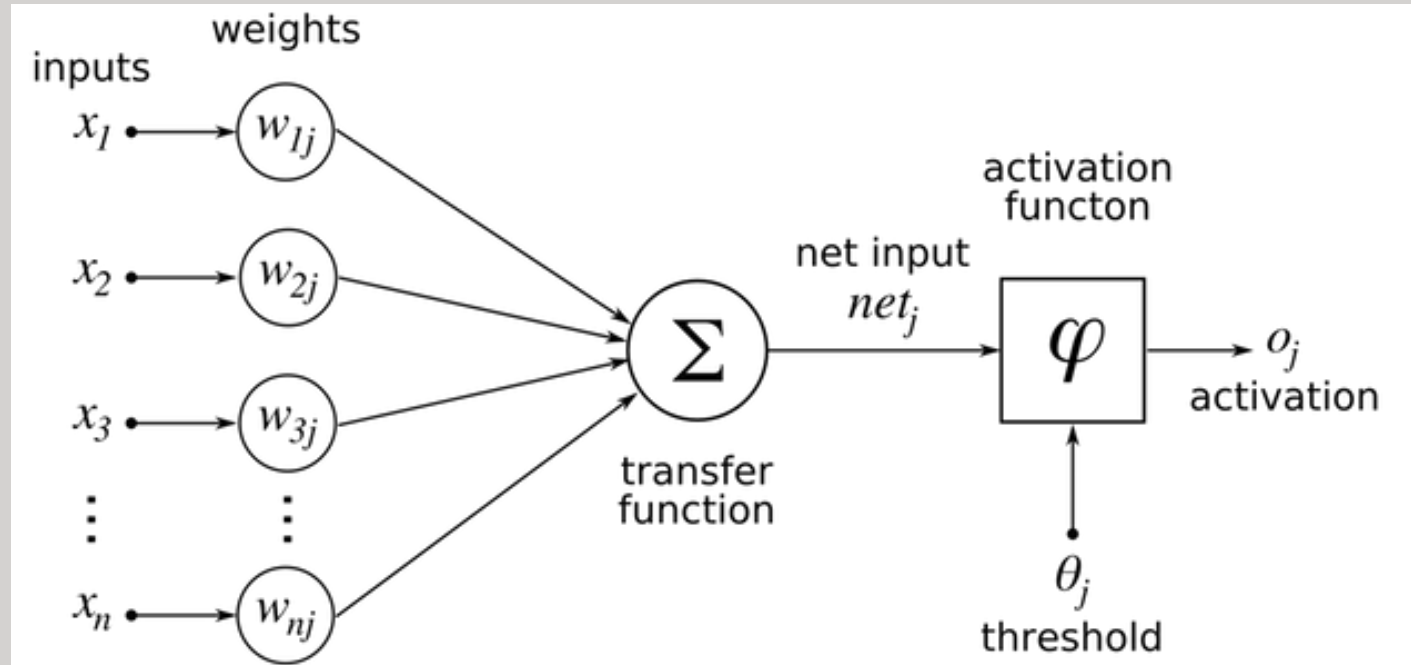 weights
inputs
x₁
w₁ⱼ
x₂
w₂ⱼ
x₃
w₃ⱼ
⋮
⋮
xₙ
wₙⱼ
Σ
transfer
function
net input
netⱼ
activation
functon
φ
oⱼ
activation
θⱼ
threshold